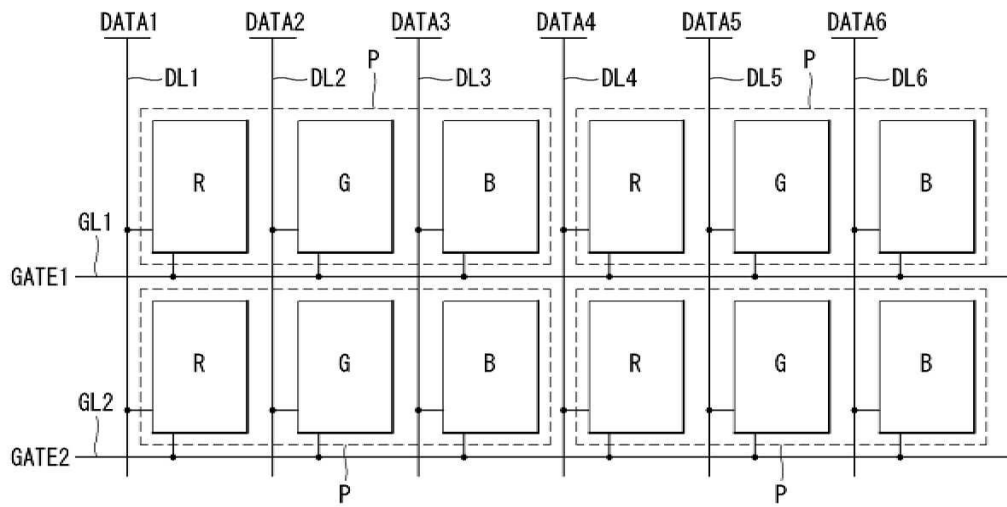 DATA1 DATA2 DATA3 DATA4 DATA5 DATA6
DL1 DL2 P DL3 DL4 DL5 P DL6
R G B R G B
GL1
GATE1
R G B R G B
GL2
GATE2
P P